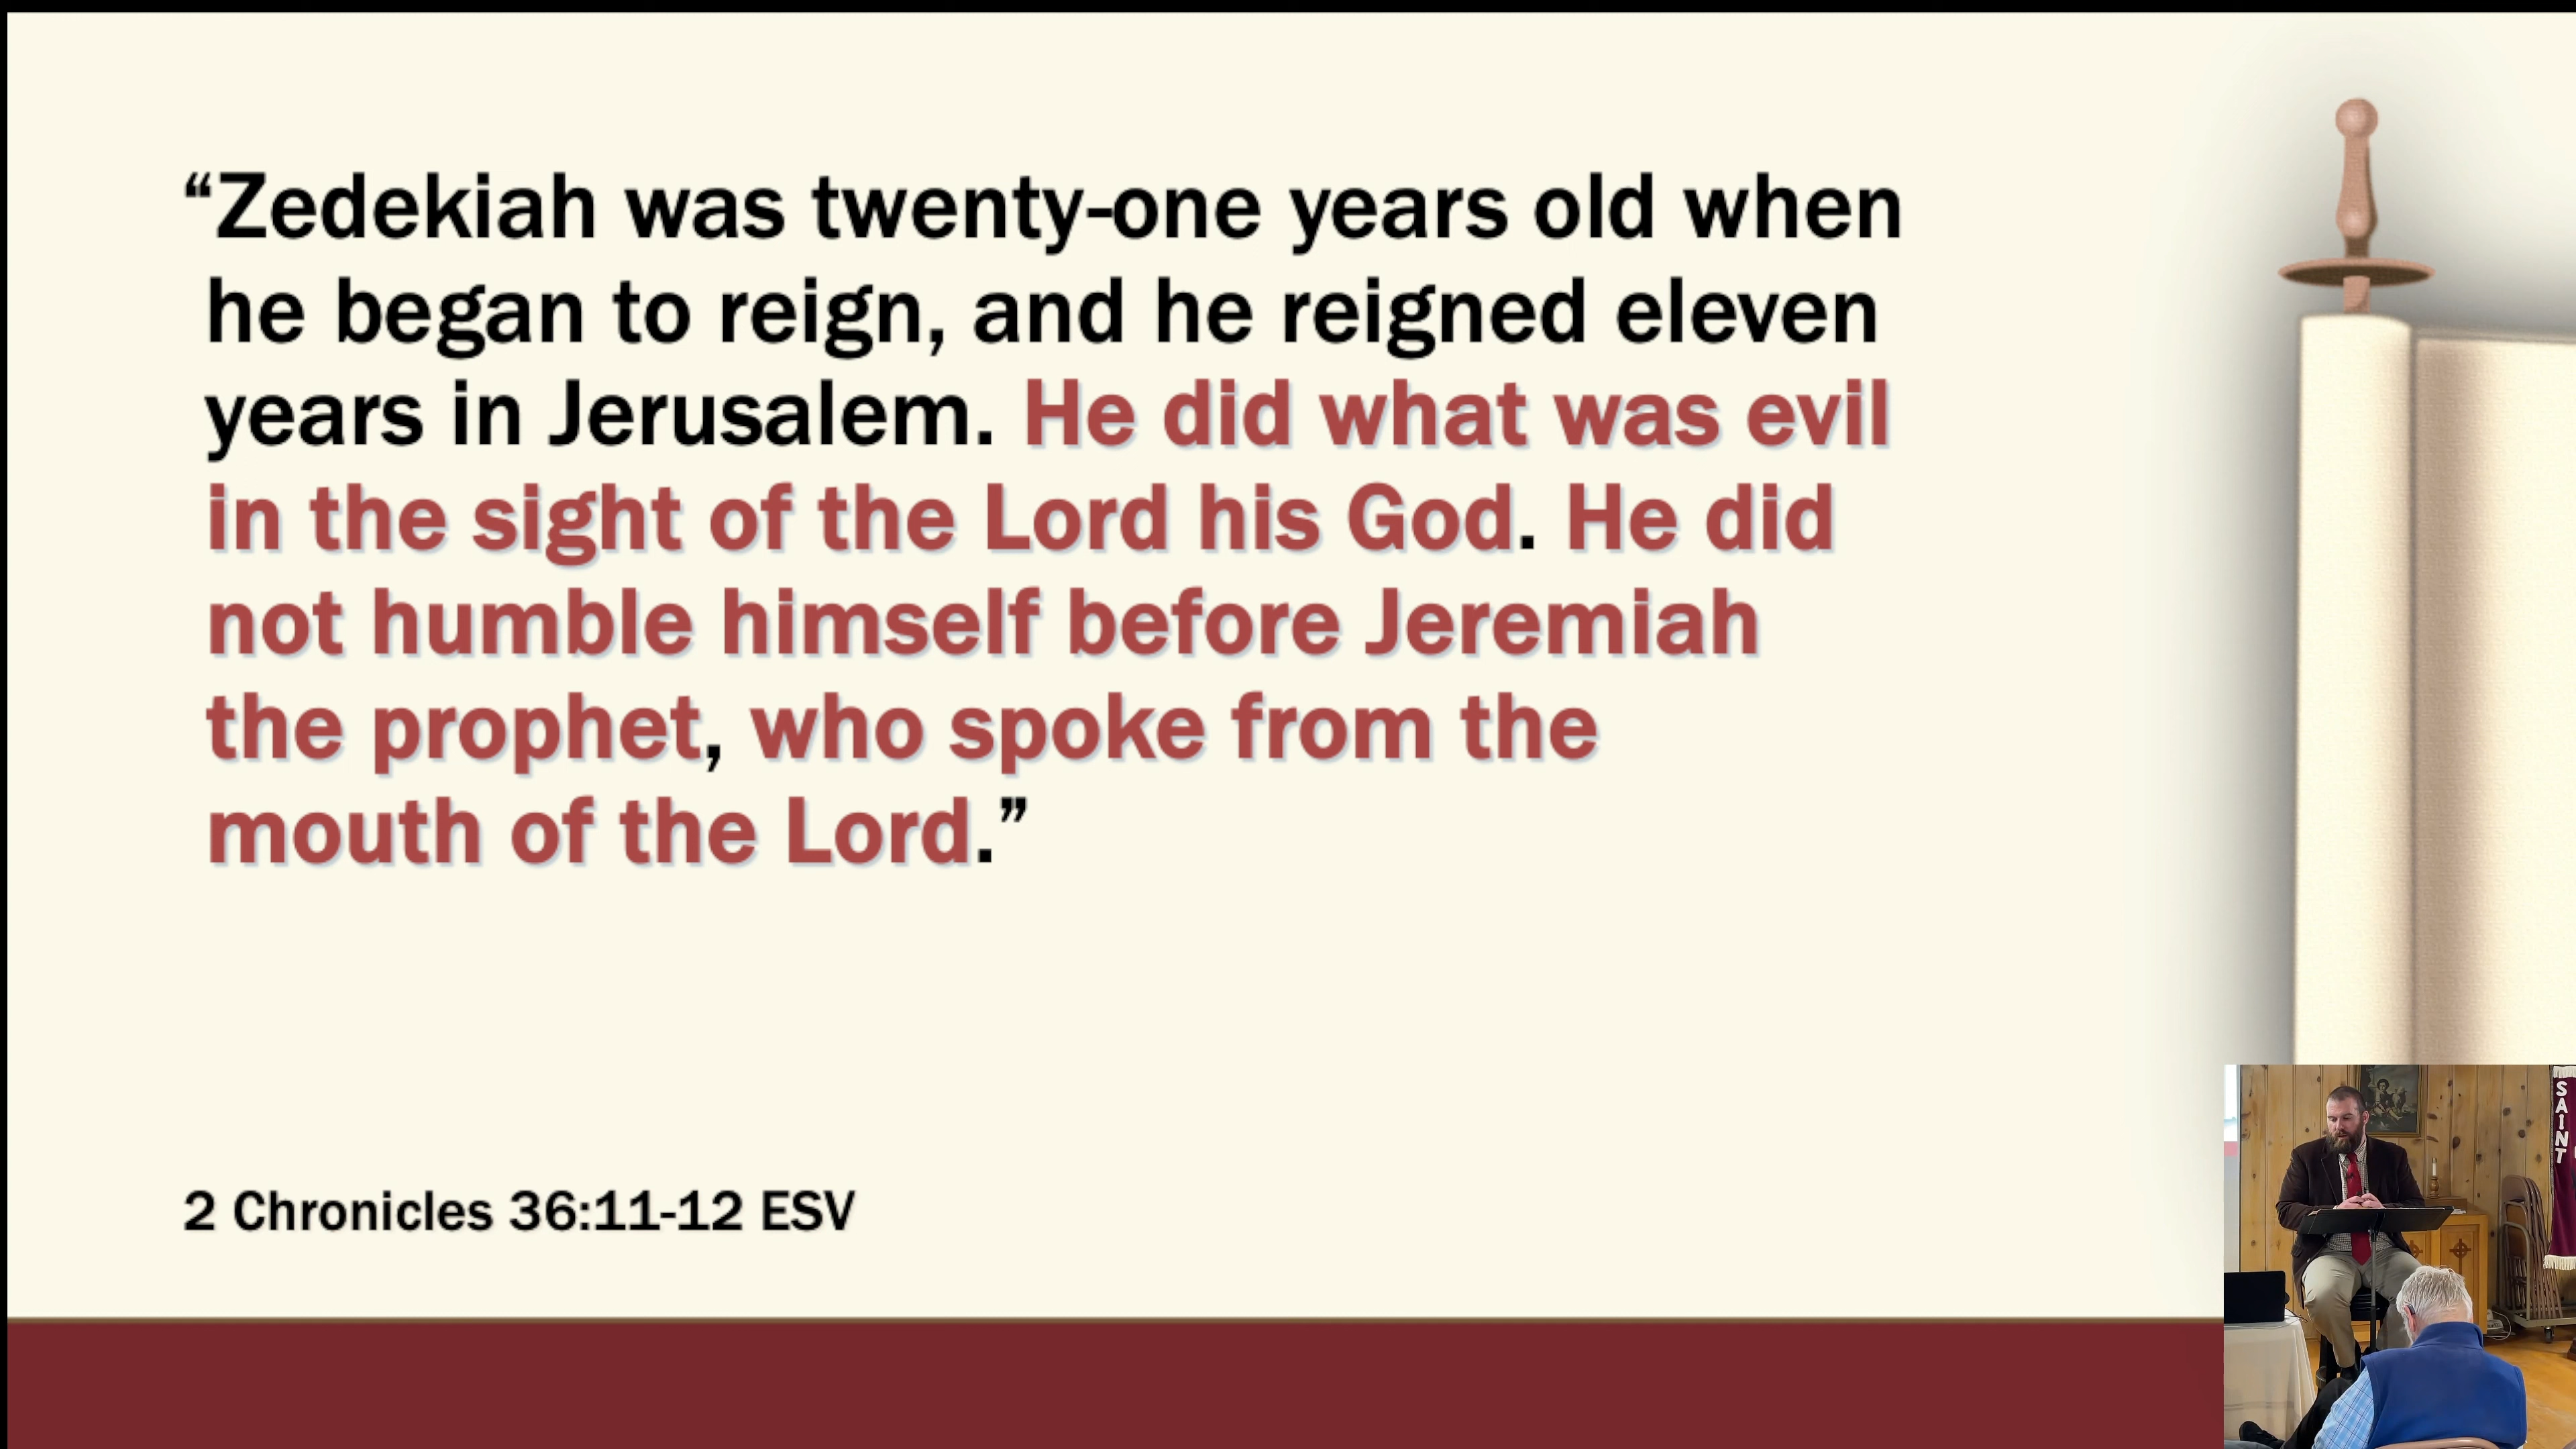 “Zedekiah was twenty-one years old when
he began to reign, and he reigned eleven
years in Jerusalem. He did what was evil
in the sight of the Lord his God. He did
not humble himself before Jeremiah
the prophet, who spoke from the
mouth of the Lord.”
2 Chronicles 36:11-12 ESV
SAINT